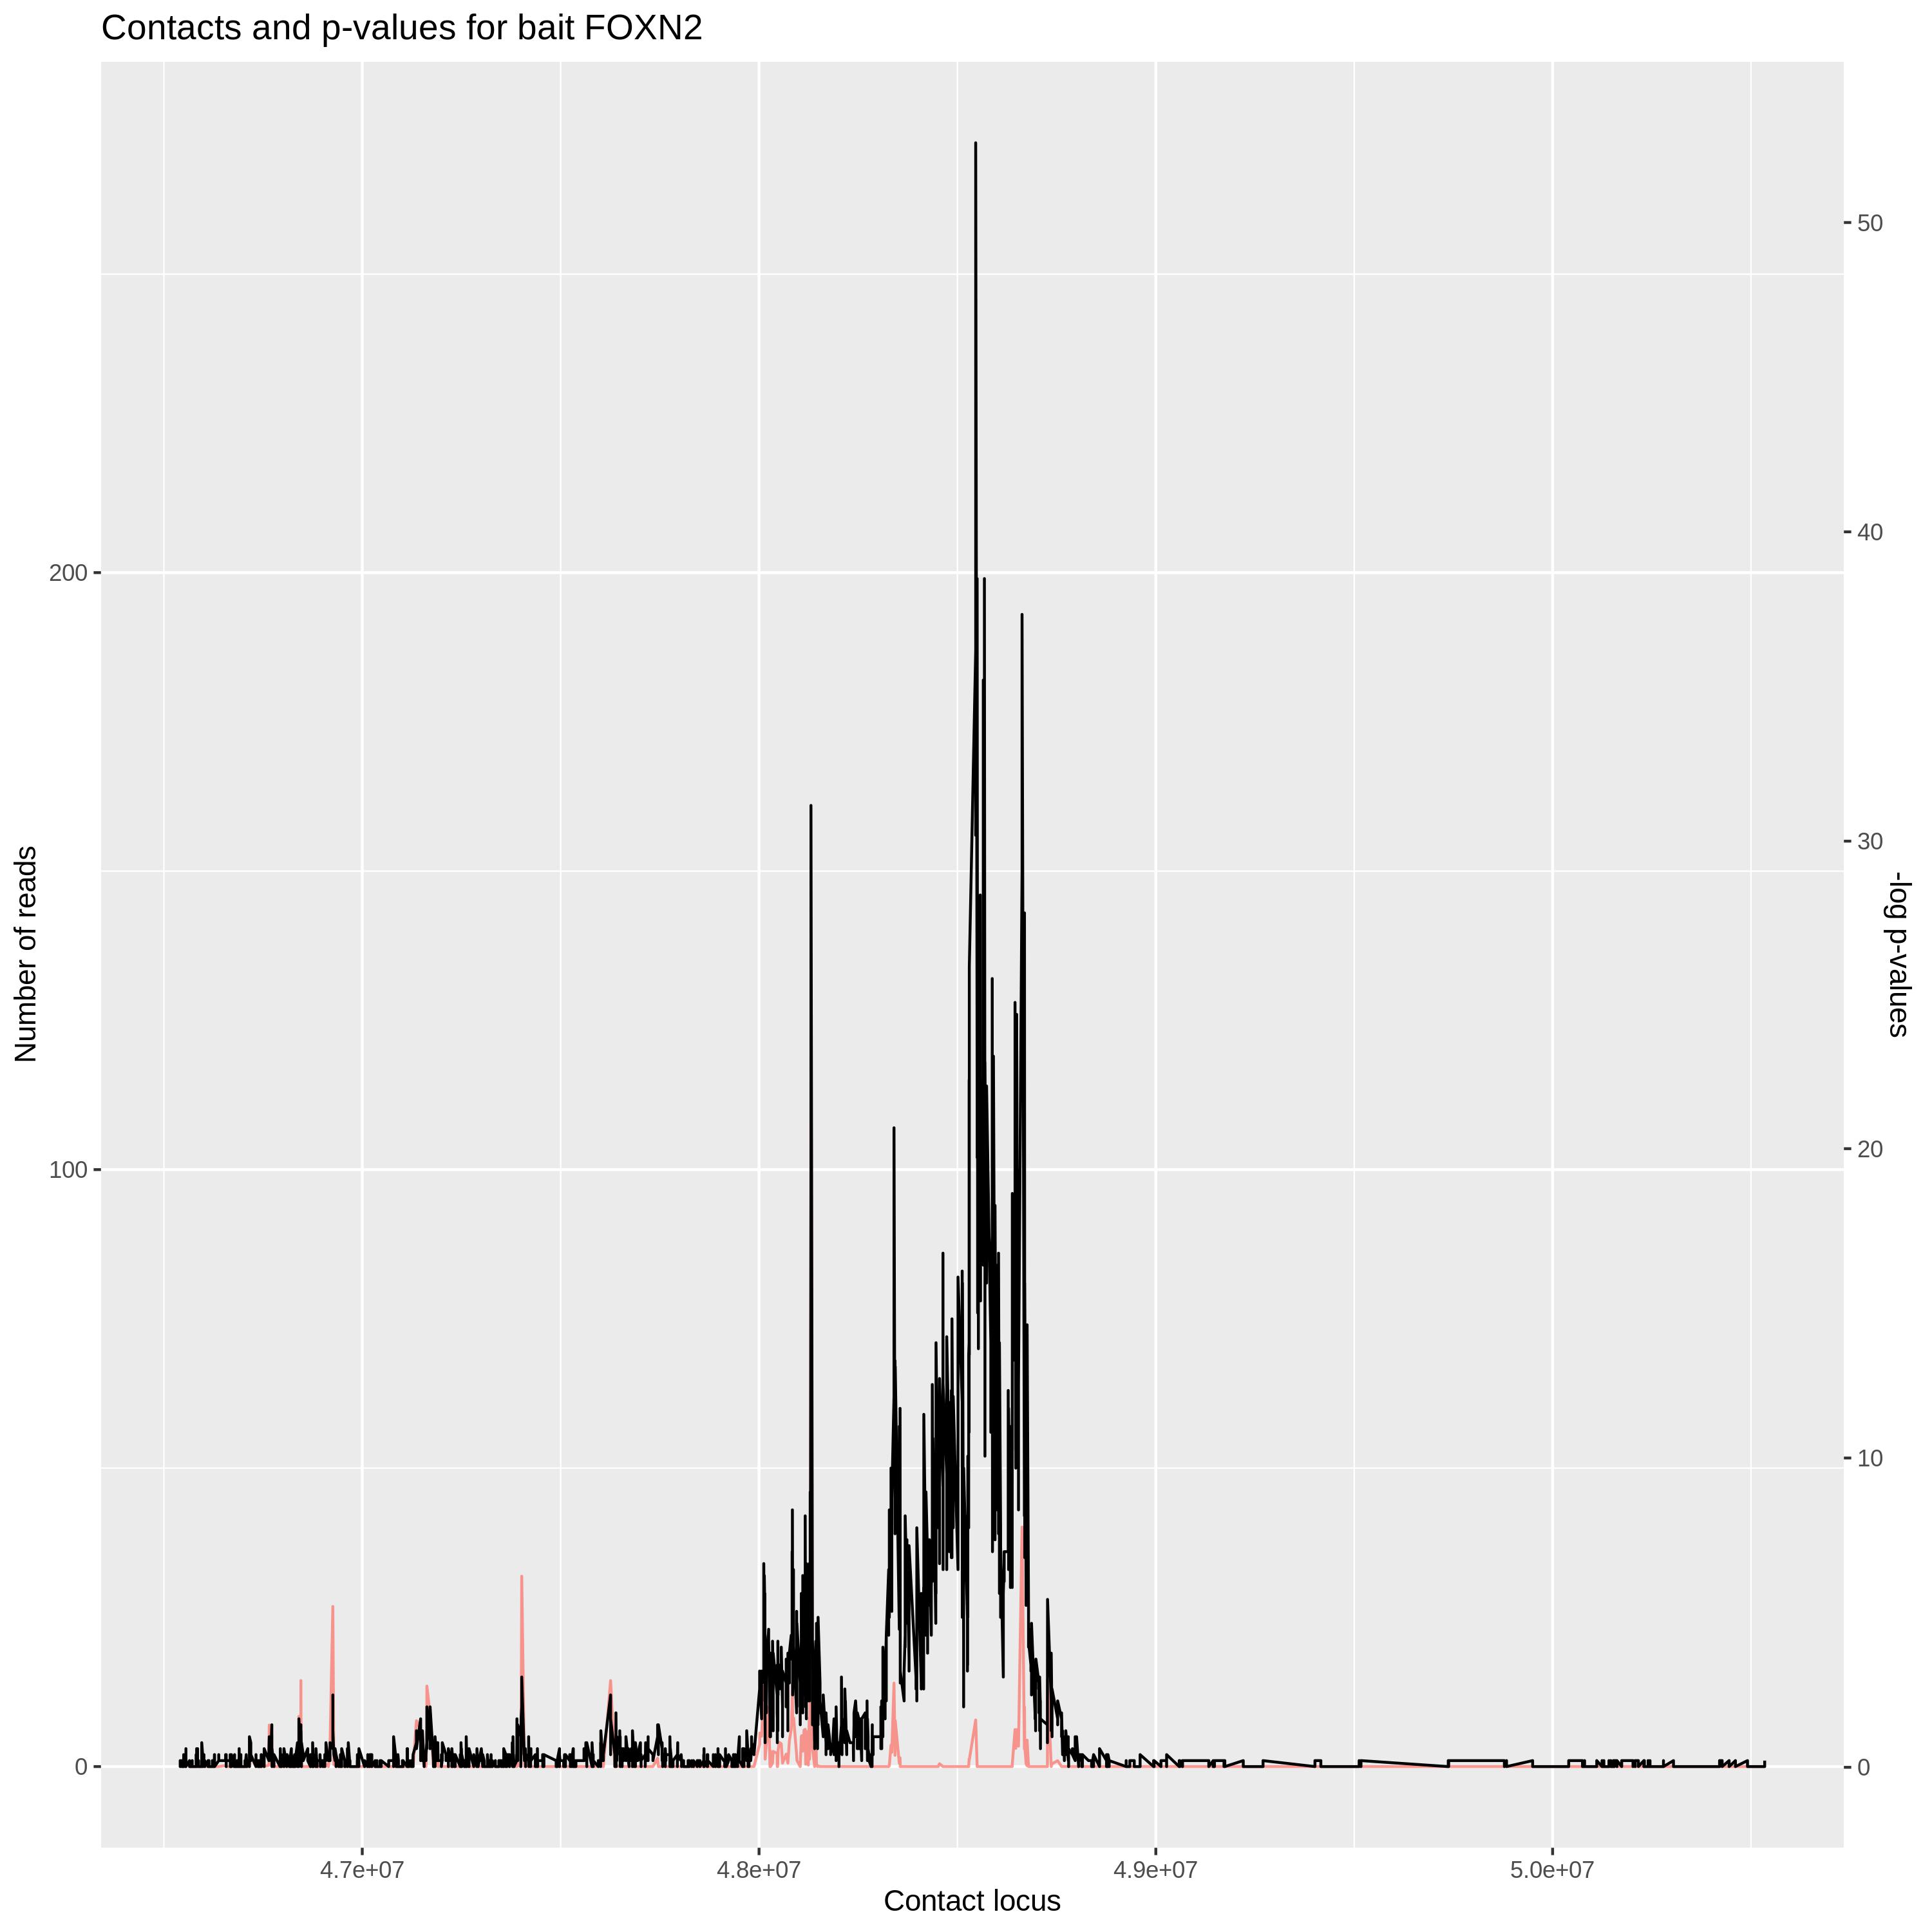 Contacts and p-values for bait FOXN2
Number of reads
200
100
0
50
40
30
20
10
0
-log p-values
4.7e+07 4.8e+07 4.9e+07 5.0e+07
Contact locus